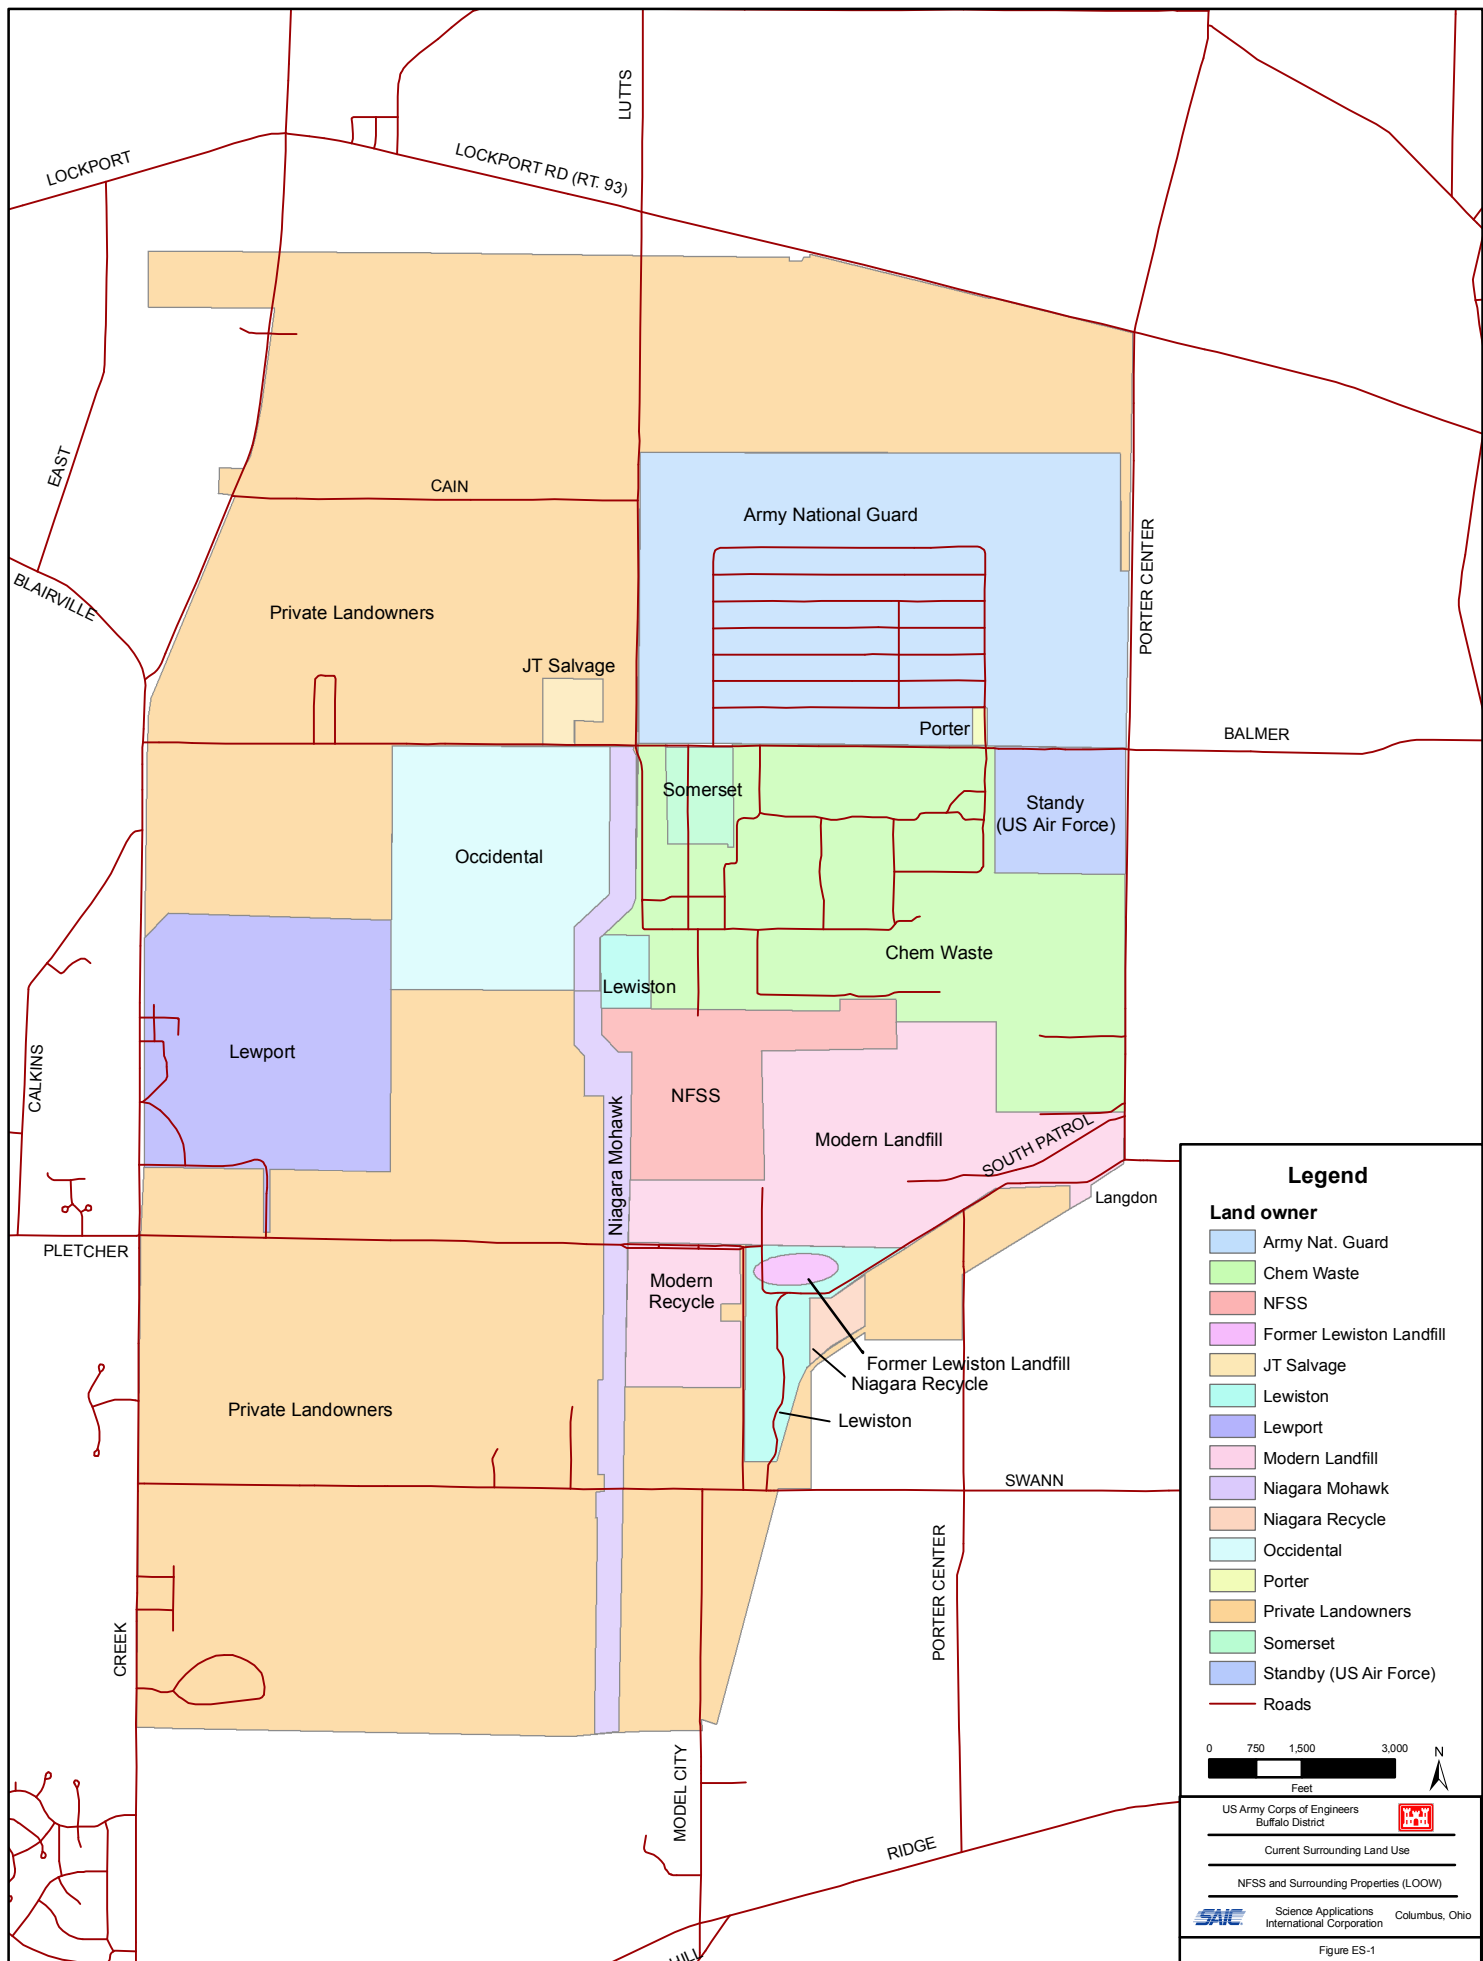 LUTTS
LOCKPORT
LOCKPORT RD (RT. 93)
EAST
CAIN
Army National Guard
PORTER CENTER
BLAIRVILLE
Private Landowners
JT Salvage
Porter
BALMER
Somerset
Standy
(US Air Force)
Occidental
Chem Waste
Lewiston
CALKINS
Lewport
NFSS
Niagara Mohawk
Modern Landfill
SOUTH PATROL
Langdon
PLETCHER
Modern
Recycle
Former Lewiston Landfill
Niagara Recycle
Lewiston
Private Landowners
SWANN
PORTER CENTER
CREEK
MODEL CITY
RIDGE
HILL
Legend
Land owner
Army Nat. Guard
Chem Waste
NFSS
Former Lewiston Landfill
JT Salvage
Lewiston
Lewport
Modern Landfill
Niagara Mohawk
Niagara Recycle
Occidental
Porter
Private Landowners
Somerset
Standby (US Air Force)
Roads
0 750 1,500 3,000
Feet
N
US Army Corps of Engineers
Buffalo District
Current Surrounding Land Use
NFSS and Surrounding Properties (LOOW)
SAIC
Science Applications
International Corporation
Columbus, Ohio
Figure ES-1